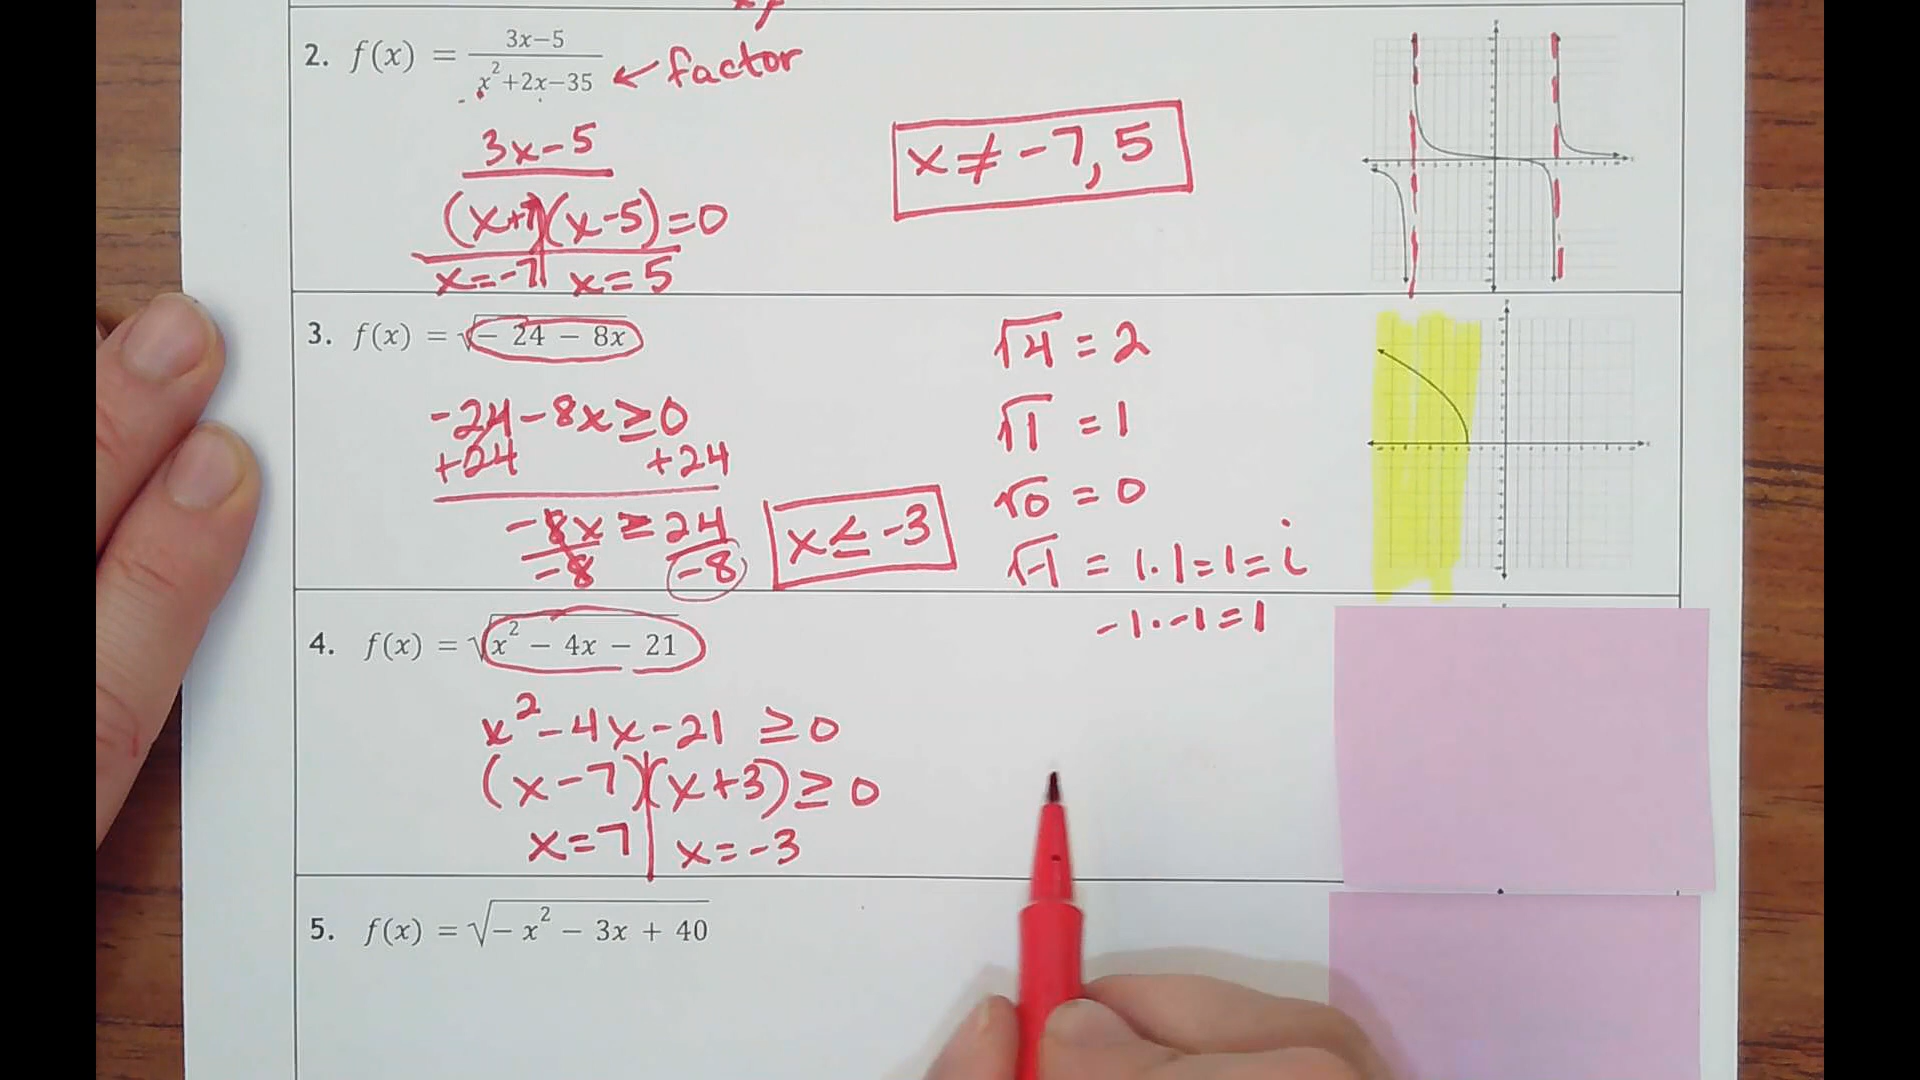 2. f(x) = (3x−5)/(x²+2x−35) ← factor
3x-5
(x+7)(x-5)=0
x=-7 x=5
x≠-7, 5
3. f(x) = √(− 24 − 8x)
-24-8x≥0
+24 +24
-8x ≥ 24
-8 -8
x≤-3
√4 = 2
√1 = 1
√0 = 0
√-1 = 1·1=1=i
-1·-1=1
4. f(x) = √(x² − 4x − 21)
x²-4x-21 ≥0
(x-7)(x+3)≥0
x=7 x=-3
5. f(x) = √(− x² − 3x + 40)